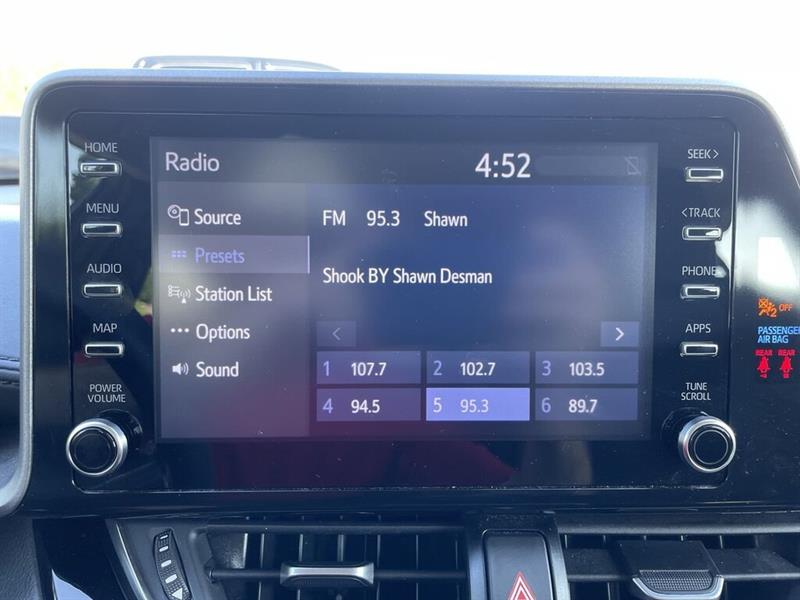 HOME
MENU
AUDIO
MAP
POWER
VOLUME
Radio 4:52
Source
Presets
Station List
Options
Sound
FM 95.3 Shawn
Shook BY Shawn Desman
< >
1 107.7 2 102.7 3 103.5
4 94.5 5 95.3 6 89.7
SEEK >
< TRACK
PHONE
APPS
TUNE
SCROLL
2 OFF
PASSENGER
AIR BAG
REAR REAR